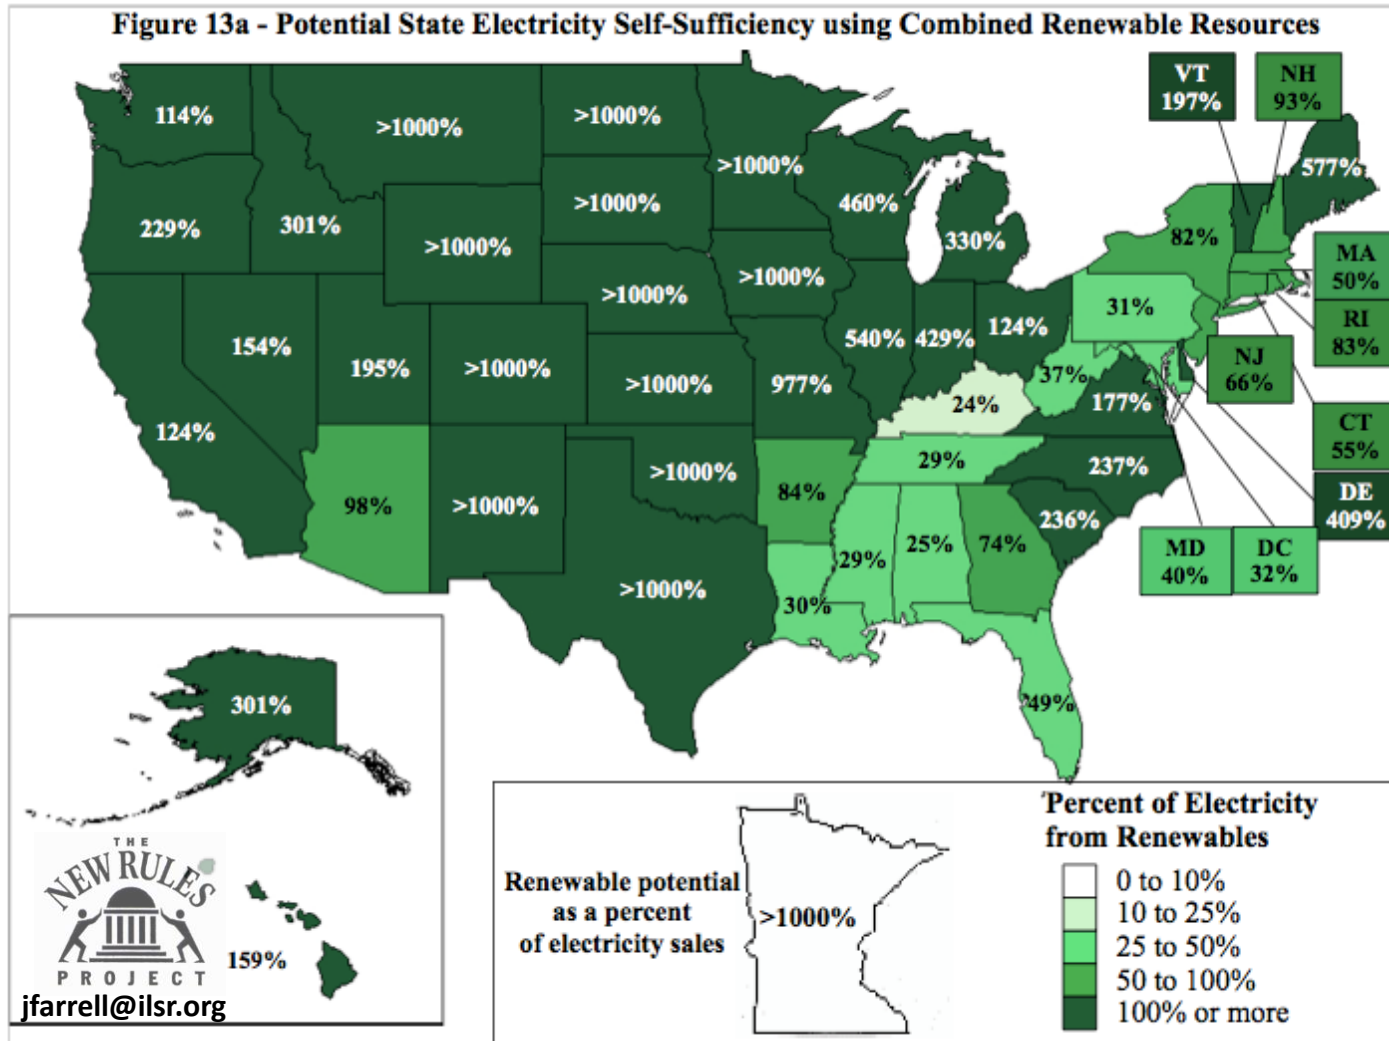 Figure 13a - Potential State Electricity Self-Sufficiency using Combined Renewable Resources
VT
197%
NH
93%
114%
>1000%
>1000%
>1000%
577%
460%
>1000%
229%
301%
>1000%
330%
82%
MA
50%
>1000%
>1000%
31%
RI
83%
154%
195%
>1000%
>1000%
977%
540%
429%
124%
37%
NJ
66%
124%
24%
177%
CT
55%
98%
>1000%
>1000%
84%
29%
237%
DE
409%
29%
25%
74%
236%
MD
40%
DC
32%
>1000%
30%
49%
301%
159%
THE
NEW RULES
PROJECT
jfarrell@ilsr.org
Renewable potential
as a percent
of electricity sales
>1000%
'Percent of Electricity
from Renewables
0 to 10%
10 to 25%
25 to 50%
50 to 100%
100% or more